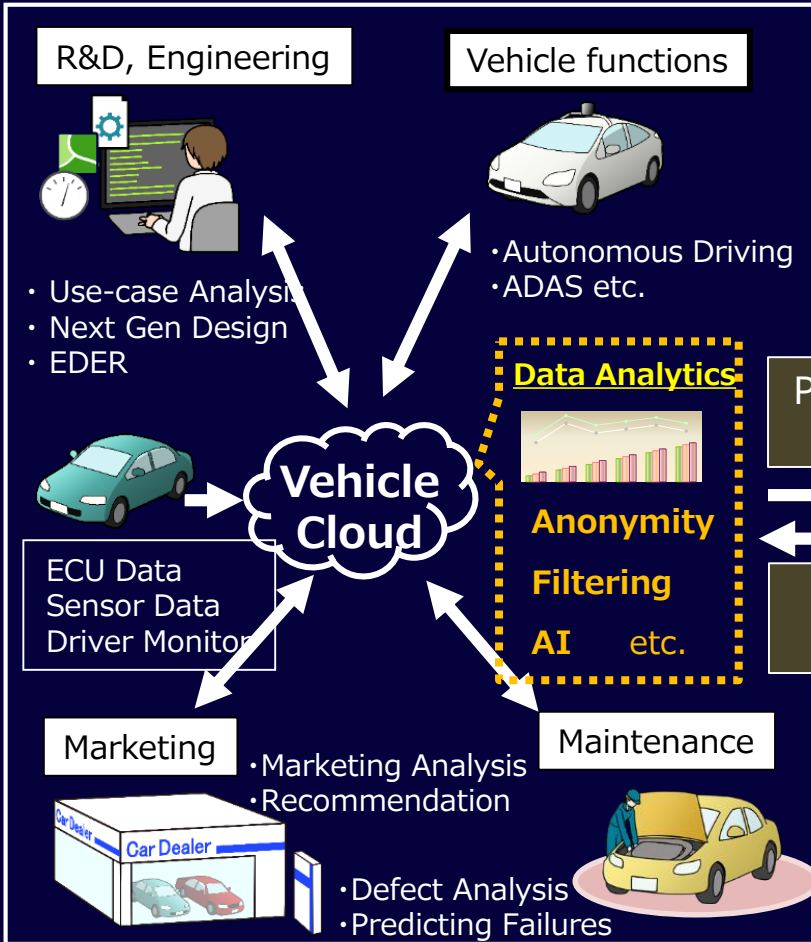 R&D, Engineering
Vehicle functions
・Use-case Analysis
・Next Gen Design
・EDER
・Autonomous Driving
・ADAS etc.
Data Analytics
P
Vehicle
Cloud
Anonymity
Filtering
AI etc.
ECU Data
Sensor Data
Driver Monitor
Marketing
・Marketing Analysis
・Recommendation
Maintenance
Car Dealer
Car Dealer
・Defect Analysis
・Predicting Failures